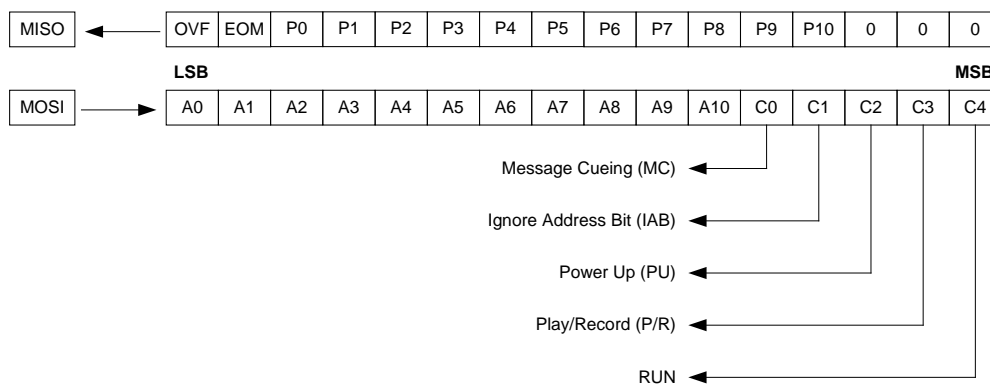 MISO OVF EOM P0 P1 P2 P3 P4 P5 P6 P7 P8 P9 P10 0 0 0
LSB MSB
MOSI A0 A1 A2 A3 A4 A5 A6 A7 A8 A9 A10 C0 C1 C2 C3 C4
Message Cueing (MC)
Ignore Address Bit (IAB)
Power Up (PU)
Play/Record (P/R)
RUN